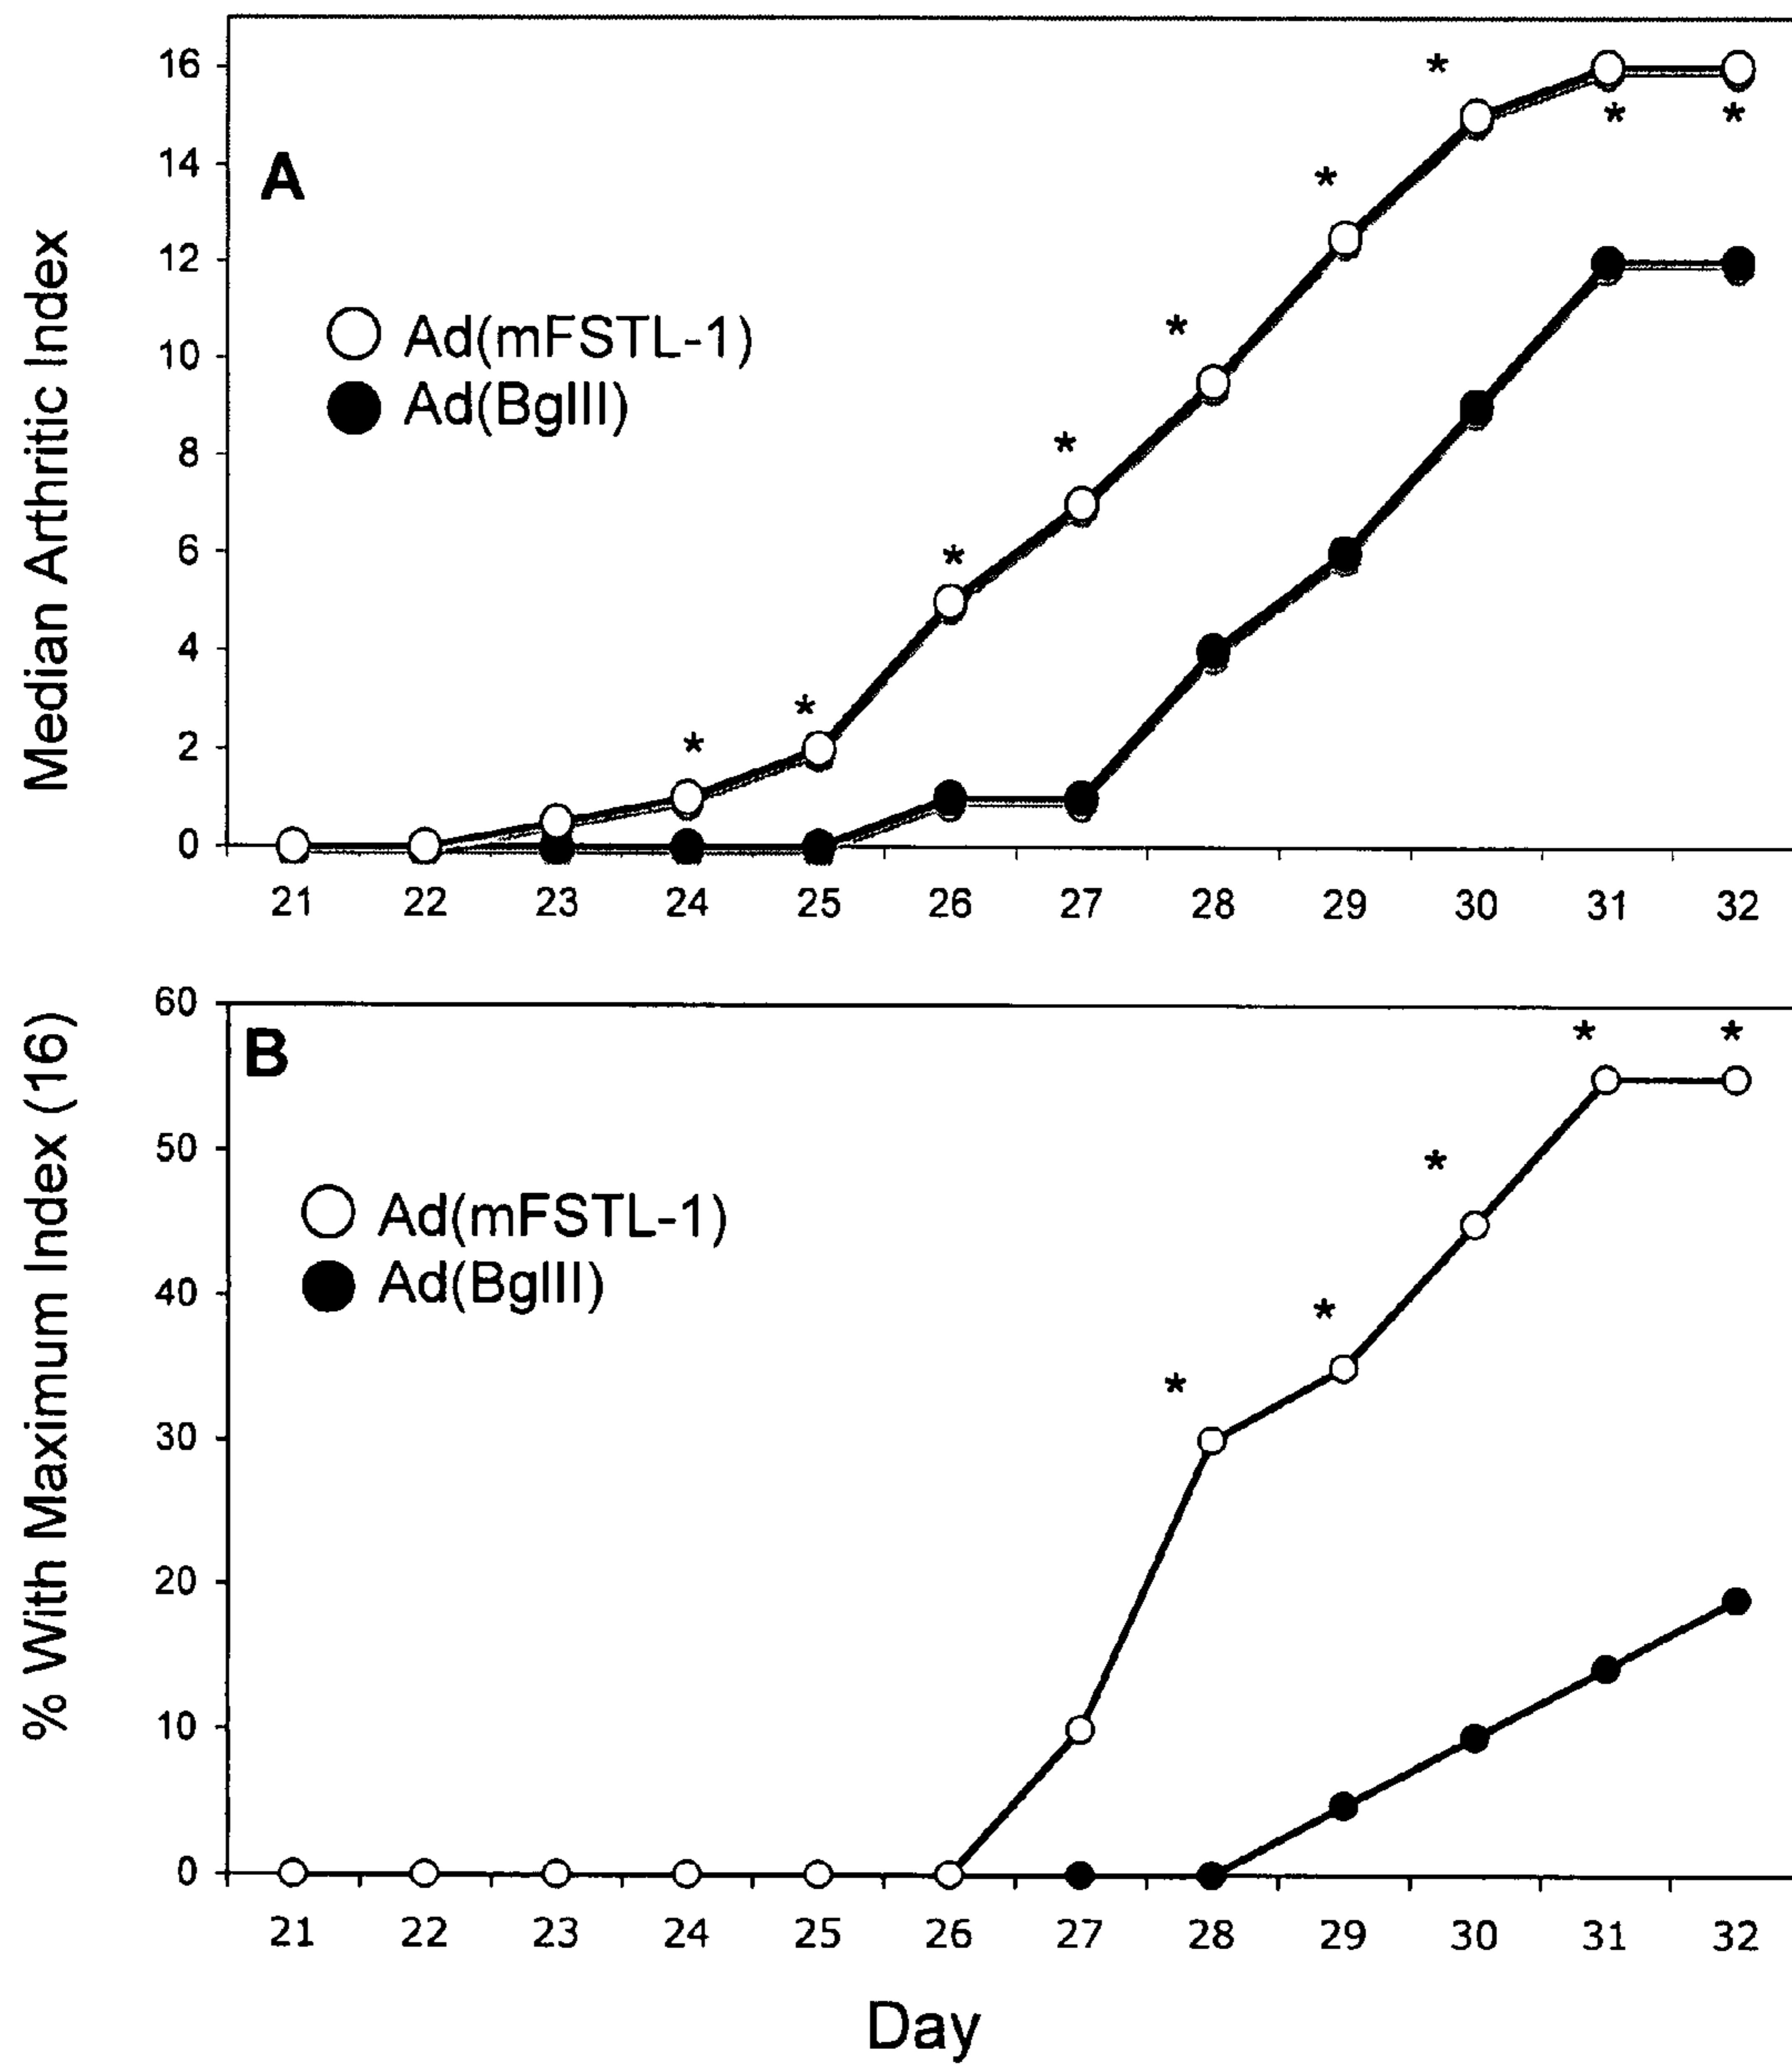 16
14
12
10
8
6
4
2
0
Median Arthritic Index
A
Ad(mFSTL-1)
Ad(BglII)
* * * * * * * * *
21 22 23 24 25 26 27 28 29 30 31 32
60
50
40
30
20
10
0
% With Maximum Index (16)
B
Ad(mFSTL-1)
Ad(BglII)
* * * * *
21 22 23 24 25 26 27 28 29 30 31 32
Day